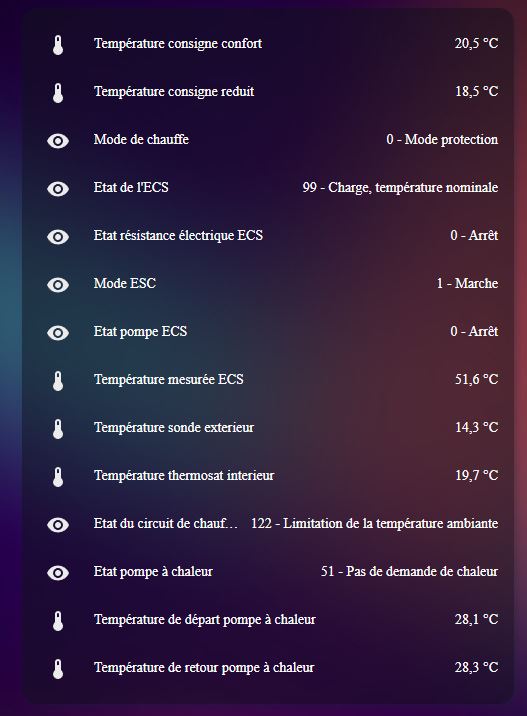 Température consigne confort 20,5 °C
Température consigne reduit 18,5 °C
Mode de chauffe 0 - Mode protection
Etat de l'ECS 99 - Charge, température nominale
Etat résistance électrique ECS 0 - Arrêt
Mode ESC 1 - Marche
Etat pompe ECS 0 - Arrêt
Température mesurée ECS 51,6 °C
Température sonde exterieur 14,3 °C
Température thermosat interieur 19,7 °C
Etat du circuit de chauf… 122 - Limitation de la température ambiante
Etat pompe à chaleur 51 - Pas de demande de chaleur
Température de départ pompe à chaleur 28,1 °C
Température de retour pompe à chaleur 28,3 °C